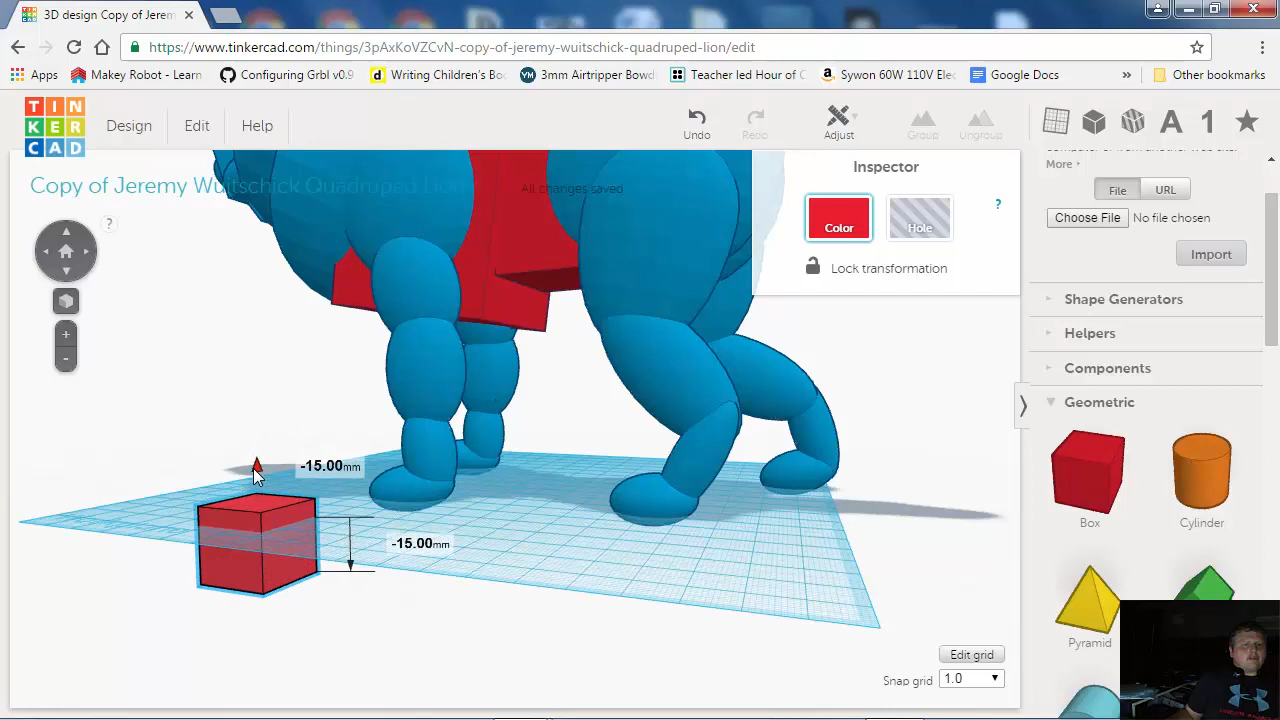 3D design Copy of Jerem
https://www.tinkercad.com/things/3pAxKoVZCvN-copy-of-jeremy-wuitschick-quadruped-lion/edit
Apps
Makey Robot - Learn
Configuring Grbl v0.9
Writing Children's Bo
3mm Airtripper Bowd
Teacher led Hour of C
Sywon 60W 110V Elec
Google Docs
»
Other bookmarks
TIN
KER
CAD
Design
Edit
Help
Undo
Redo
Adjust
Group
Ungroup
Copy of Jeremy Wuitschick Quadruped Lion
All changes saved
?
Inspector
Color
Hole
?
Lock transformation
More
File
URL
Choose File
No file chosen
Import
Shape Generators
Helpers
Components
Geometric
Box
Cylinder
Pyramid
-15.00mm
-15.00mm
Edit grid
Snap grid
1.0